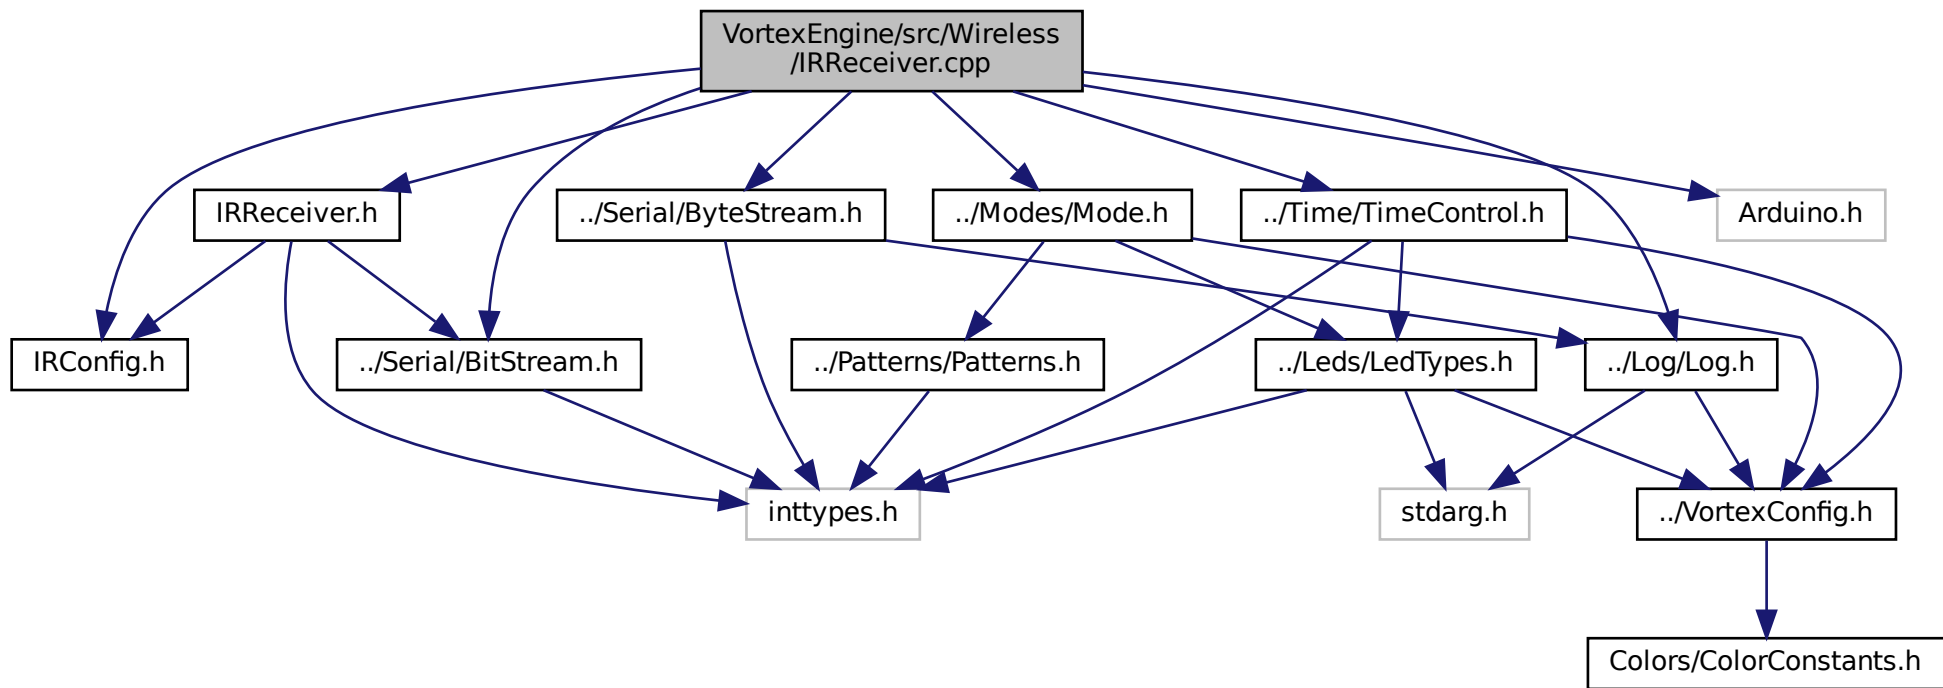 VortexEngine/src/Wireless
/IRReceiver.cpp
IRReceiver.h
../Serial/ByteStream.h
../Modes/Mode.h
../Time/TimeControl.h
Arduino.h
IRConfig.h
../Serial/BitStream.h
../Patterns/Patterns.h
../Leds/LedTypes.h
../Log/Log.h
inttypes.h
stdarg.h
../VortexConfig.h
Colors/ColorConstants.h